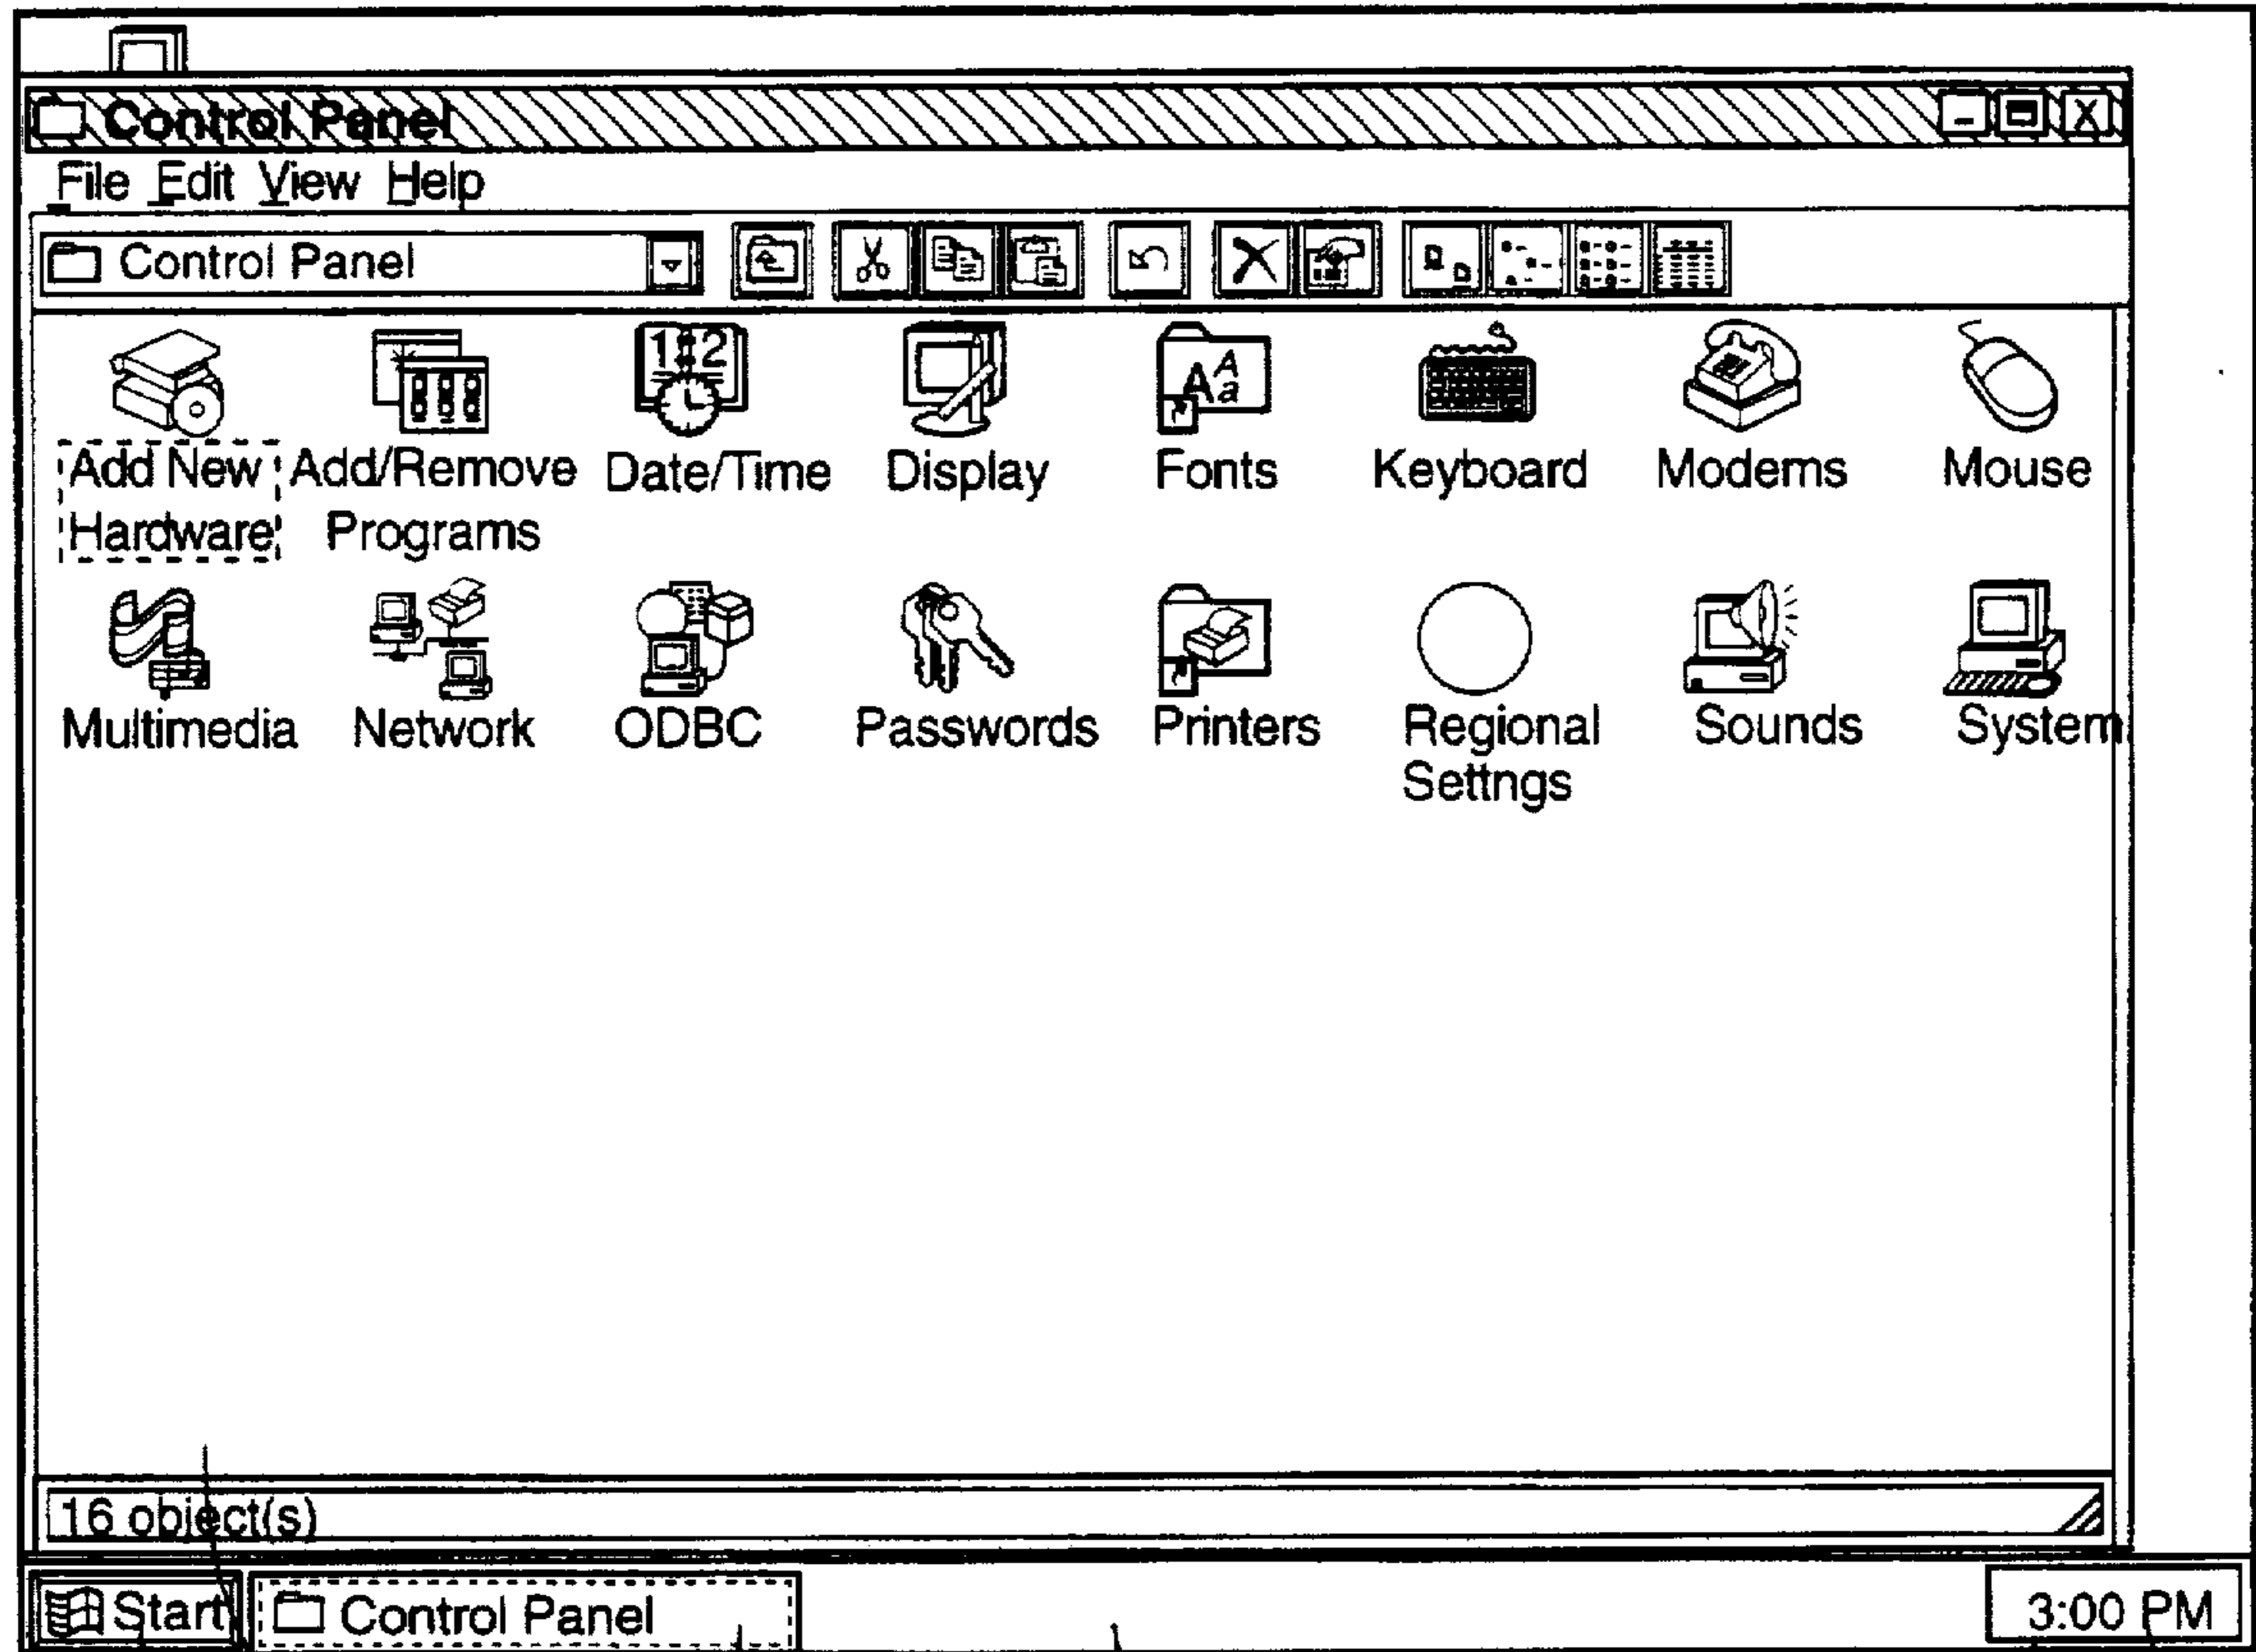 Control Panel
File Edit View Help
Control Panel
1 2
A A a
Add New Add/Remove Date/Time Display Fonts Keyboard Modems Mouse
Hardware Programs
Multimedia Network ODBC Passwords Printers Regional Sounds System
Settngs
16 object(s)
Start Control Panel 3:00 PM